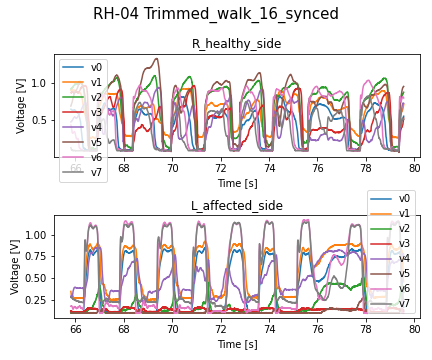 RH-04 Trimmed_walk_16_synced
R_healthy_side
Voltage [V]
1.0
0.5
v0
v1
v2
v3
v4
v5
v6
v7
66 68 70 72 74 76 78 80
Time [s]
L_affected_side
Voltage [V]
1.00
0.75
0.50
0.25
v0
v1
v2
v3
v4
v5
v6
v7
66 68 70 72 74 76 78 80
Time [s]